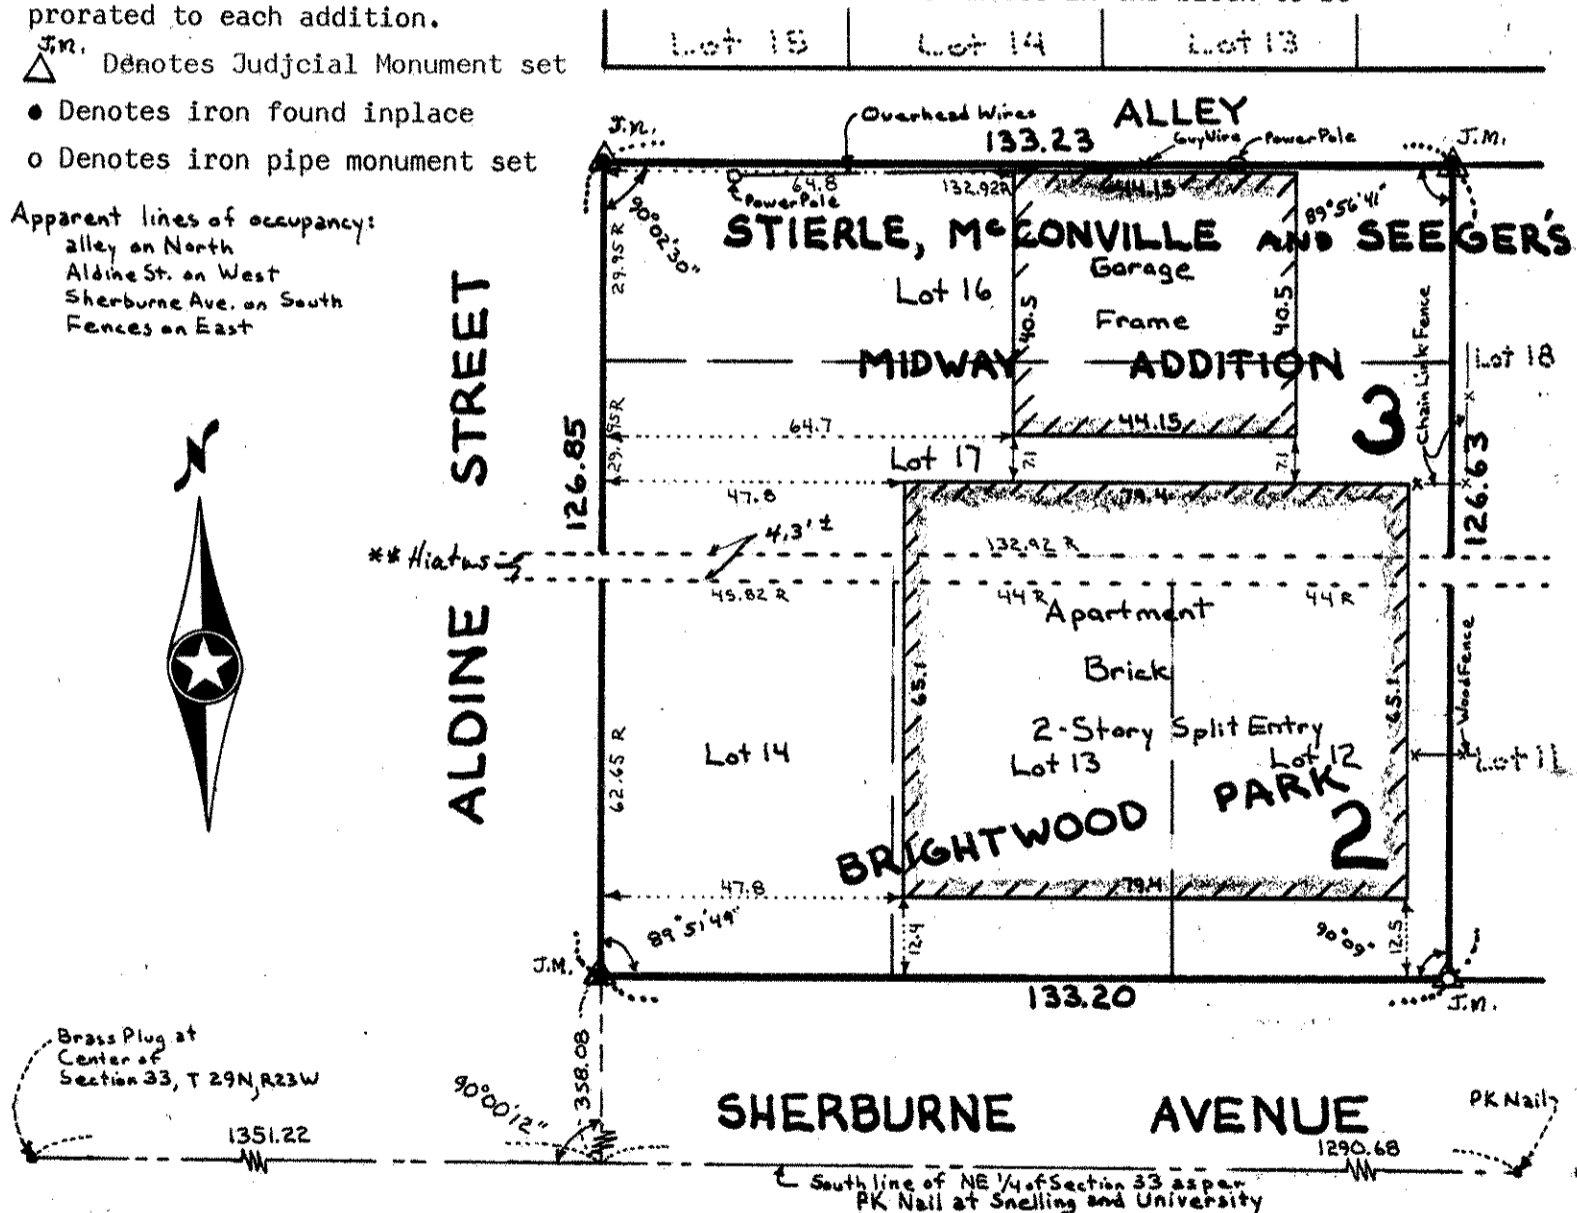 prorated to each addition.
J.M. Denotes Judjcial Monument set
Denotes iron found inplace
o Denotes iron pipe monument set
Apparent lines of occupancy:
alley on North
Aldine St. on West
Sherburne Ave. on South
Fences on East
Lot 15
Lot 14
Lot 13
J.M.
Overhead Wires
ALLEY
133.23
Guy Wire
Power Pole
J.M.
64.8
Power Pole
132.92R
44.15
90°02'30"
89°56'41"
29.95 R
STIERLE, McCONVILLE AND SEEGER'S
Garage
Lot 16
40.5
40.5
Frame
Chain Link Fence
MIDWAY ADDITION
Lot 18
3
N
ALDINE STREET
126.85
64.7
44.15
Lot 17
7.1
7.1
126.63
47.8
79.4
4.3'±
**Hiatus
132.92 R
45.82 R
44 R
44 R
Apartment
Brick
65.1
65.1
Wood Fence
2-Story Split Entry
62.65 R
Lot 14
Lot 13
Lot 12
Lot 11
BRIGHTWOOD PARK
2
47.8
79.4
89°51'49"
12.4
12.5
90°09"
J.M.
133.20
J.M.
Brass Plug at
Center of
Section 33, T 29N, R23W
358.08
90°00'12"
SHERBURNE AVENUE
PK Nail
1351.22
1290.68
South line of NE 1/4 of Section 33 as per
PK Nail at Snelling and University